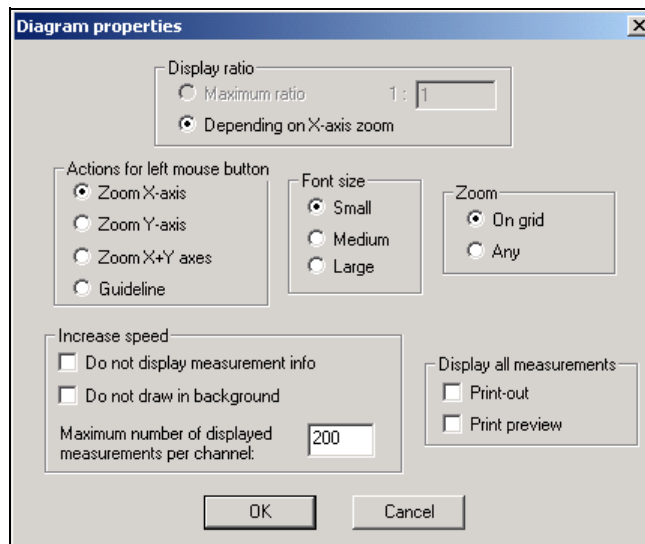 Diagram properties
Display ratio
Maximum ratio 1 : 1
Depending on X-axis zoom
Actions for left mouse button
Zoom X-axis
Zoom Y-axis
Zoom X+Y axes
Guideline
Font size
Small
Medium
Large
Zoom
On grid
Any
Increase speed
Do not display measurement info
Do not draw in background
Maximum number of displayed
measurements per channel:
200
Display all measurements
Print-out
Print preview
OK
Cancel